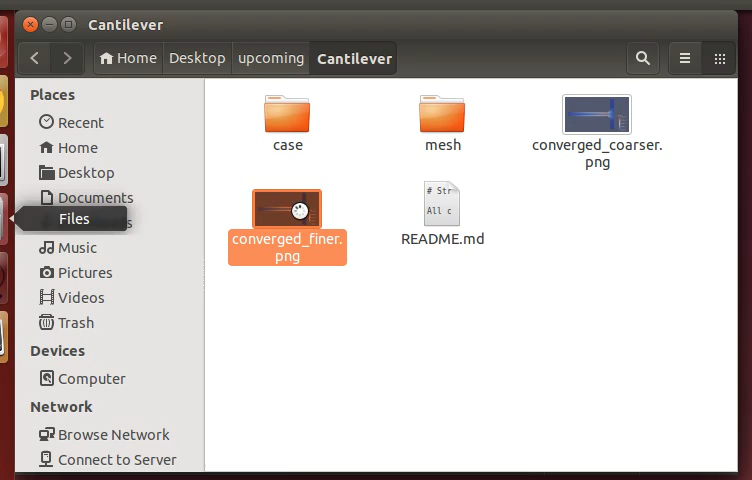 Cantilever
Home Desktop upcoming Cantilever
Places
Recent
Home
Desktop
Documents
Files
Music
Pictures
Videos
Trash
Devices
Computer
Network
Browse Network
Connect to Server
case
mesh
converged_coarser.
png
converged_finer.
png
# Str
All c
README.md